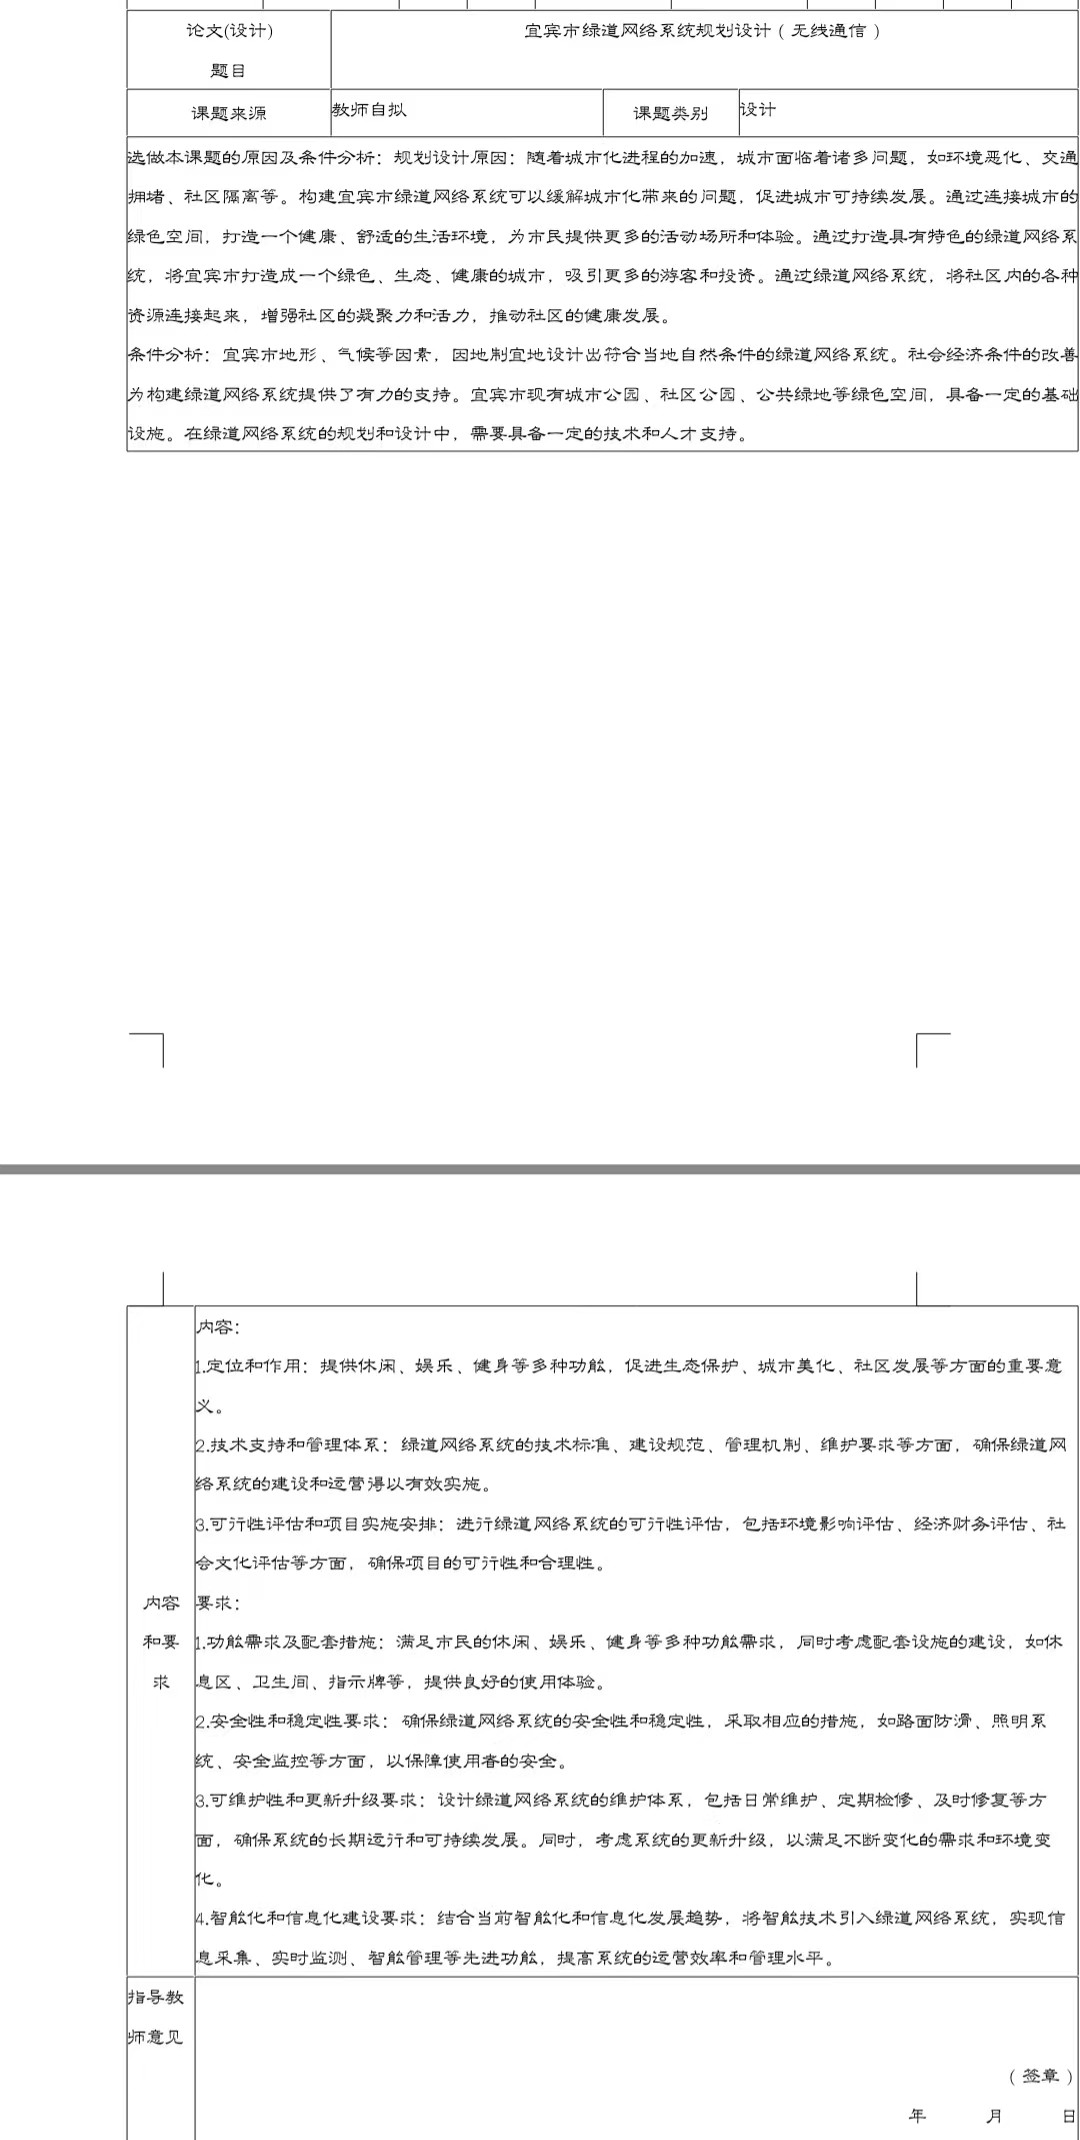 论文(设计)
题目
宜宾市绿道网络系统规划设计（无线通信）
课题来源
教师自拟
课题类别
设计
选做本课题的原因及条件分析：规划设计原因：随着城市化进程的加速，城市面临着诸多问题，如环境恶化、交通
拥堵、社区隔离等。构建宜宾市绿道网络系统可以缓解城市化带来的问题，促进城市可持续发展。通过连接城市的
绿色空间，打造一个健康、舒适的生活环境，为市民提供更多的活动场所和体验。通过打造具有特色的绿道网络系
统，将宜宾市打造成一个绿色、生态、健康的城市，吸引更多的游客和投资。通过绿道网络系统，将社区内的各种
资源连接起来，增强社区的凝聚力和活力，推动社区的健康发展。
条件分析：宜宾市地形、气候等因素，因地制宜地设计出符合当地自然条件的绿道网络系统。社会经济条件的改善
为构建绿道网络系统提供了有力的支持。宜宾市现有城市公园、社区公园、公共绿地等绿色空间，具备一定的基础
设施。在绿道网络系统的规划和设计中，需要具备一定的技术和人才支持。
内容：
1.定位和作用：提供休闲、娱乐、健身等多种功能，促进生态保护、城市美化、社区发展等方面的重要意
义。
2.技术支持和管理体系：绿道网络系统的技术标准、建设规范、管理机制、维护要求等方面，确保绿道网
络系统的建设和运营得以有效实施。
3.可行性评估和项目实施安排：进行绿道网络系统的可行性评估，包括环境影响评估、经济财务评估、社
会文化评估等方面，确保项目的可行性和合理性。
内容
和要
求
要求：
1.功能需求及配套措施：满足市民的休闲、娱乐、健身等多种功能需求，同时考虑配套设施的建设，如休
息区、卫生间、指示牌等，提供良好的使用体验。
2.安全性和稳定性要求：确保绿道网络系统的安全性和稳定性，采取相应的措施，如路面防滑、照明系
统、安全监控等方面，以保障使用者的安全。
3.可维护性和更新升级要求：设计绿道网络系统的维护体系，包括日常维护、定期检修、及时修复等方
面，确保系统的长期运行和可持续发展。同时，考虑系统的更新升级，以满足不断变化的需求和环境变
化。
4.智能化和信息化建设要求：结合当前智能化和信息化发展趋势，将智能技术引入绿道网络系统，实现信
息采集、实时监测、智能管理等先进功能，提高系统的运营效率和管理水平。
指导教
师意见
（签章）
年 月 日